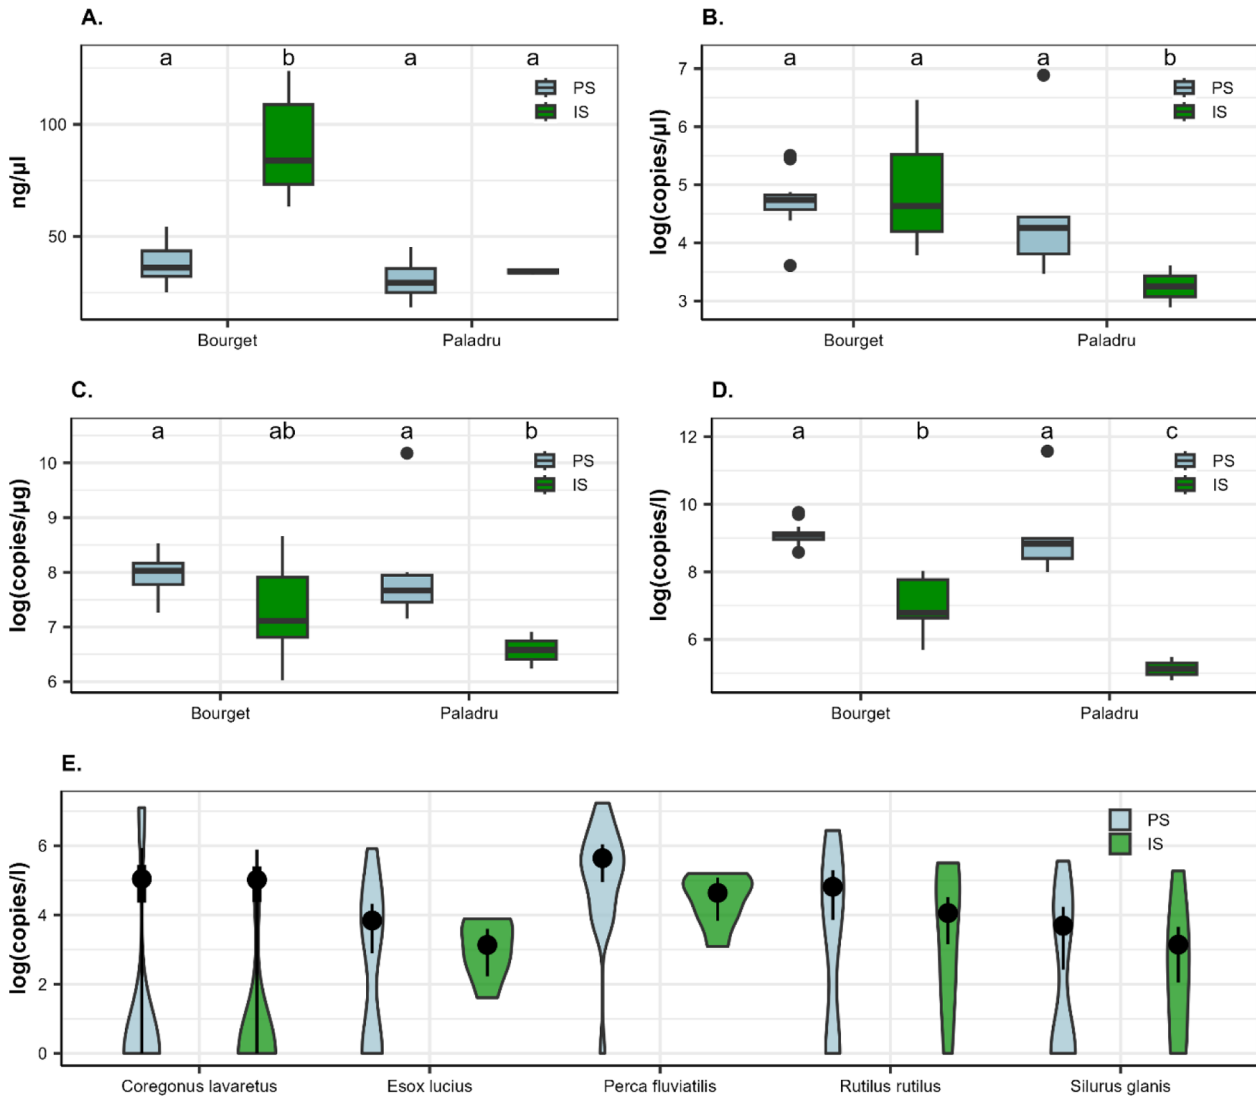 A.
a b a a
PS
IS
100
50
ng/μl
Bourget Paladru
B.
a a a b
PS
IS
7
6
5
4
3
log(copies/μl)
Bourget Paladru
C.
a ab a b
PS
IS
10
9
8
7
6
log(copies/μg)
Bourget Paladru
D.
a b a c
PS
IS
12
10
8
6
log(copies/l)
Bourget Paladru
E.
PS
IS
6
4
2
0
log(copies/l)
Coregonus lavaretus Esox lucius Perca fluviatilis Rutilus rutilus Silurus glanis